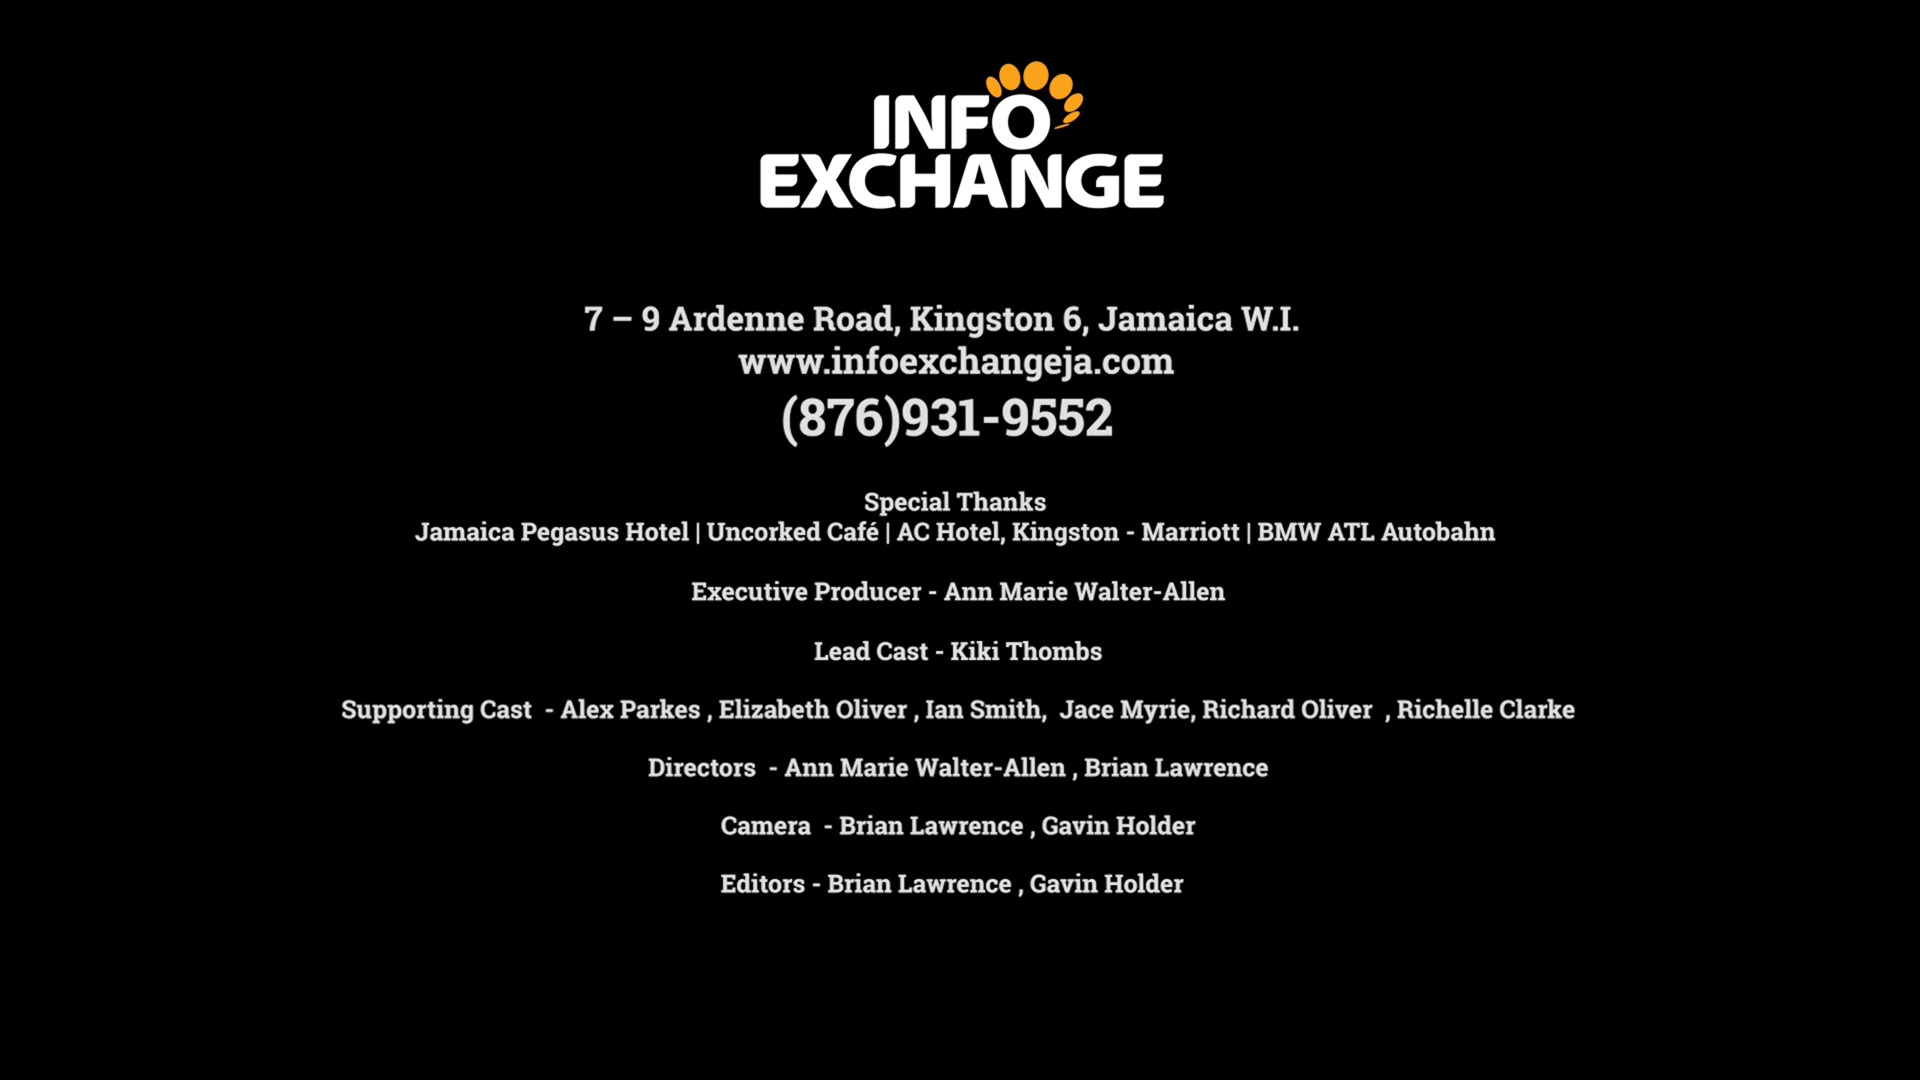 INFO
EXCHANGE
7 – 9 Ardenne Road, Kingston 6, Jamaica W.I.
www.infoexchangeja.com
(876)931-9552
Special Thanks
Jamaica Pegasus Hotel | Uncorked Café | AC Hotel, Kingston - Marriott | BMW ATL Autobahn
Executive Producer - Ann Marie Walter-Allen
Lead Cast - Kiki Thombs
Supporting Cast  - Alex Parkes , Elizabeth Oliver , Ian Smith,  Jace Myrie, Richard Oliver  , Richelle Clarke
Directors  - Ann Marie Walter-Allen , Brian Lawrence
Camera  - Brian Lawrence , Gavin Holder
Editors - Brian Lawrence , Gavin Holder